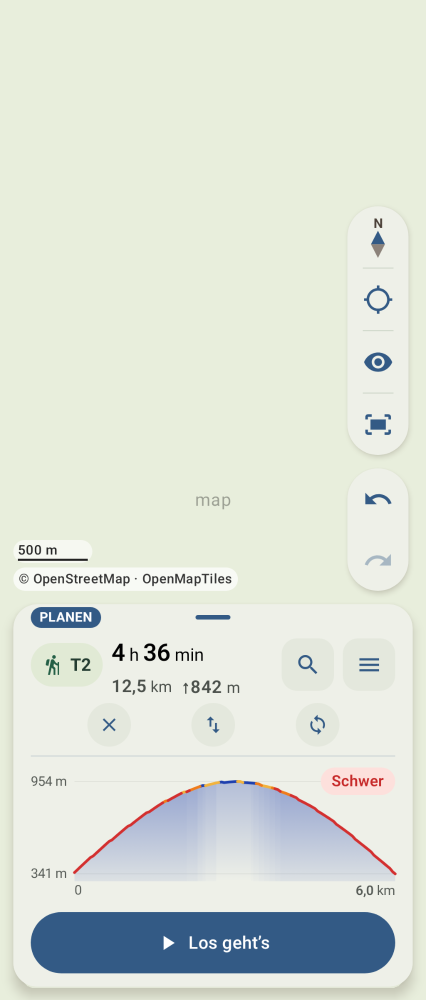 N
map
500 m
© OpenStreetMap · OpenMapTiles
PLANEN
T2
4 h 36 min
12,5 km ↑842 m
954 m
Schwer
341 m
0
6,0 km
Los geht's